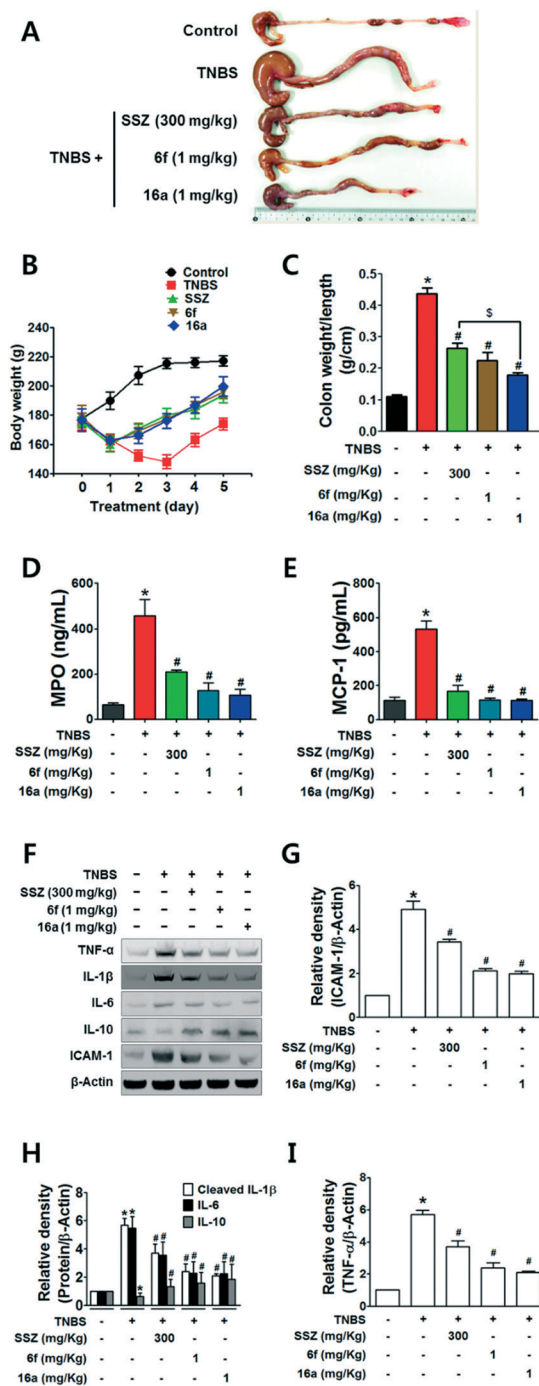 A
Control
TNBS
TNBS +
SSZ (300 mg/kg)
6f (1 mg/kg)
16a (1 mg/kg)
B
Control
TNBS
SSZ
6f
16a
Body weight (g)
220
200
180
160
140
0 1 2 3 4 5
Treatment (day)
C
Colon weight/length
(g/cm)
0.5
0.4
0.3
0.2
0.1
0.0
* # # # $
TNBS - + + + +
SSZ (mg/Kg) - - 300 - -
6f (mg/Kg) - - - 1 -
16a (mg/Kg) - - - - 1
D
MPO (ng/mL)
600
400
200
0
* # # #
TNBS - + + + +
SSZ (mg/Kg) - - 300 - -
6f (mg/Kg) - - - 1 -
16a (mg/Kg) - - - - 1
E
MCP-1 (pg/mL)
800
600
400
200
0
* # # #
TNBS - + + + +
SSZ (mg/Kg) - - 300 - -
6f (mg/Kg) - - - 1 -
16a (mg/Kg) - - - - 1
F
TNBS - + + + +
SSZ (300 mg/kg) - - + - -
6f (1 mg/kg) - - - + -
16a (1 mg/kg) - - - - +
TNF-α
IL-1β
IL-6
IL-10
ICAM-1
β-Actin
G
Relative density
(ICAM-1/β-Actin)
6
4
2
0
* # # #
TNBS - + + + +
SSZ (mg/Kg) - - 300 - -
6f (mg/Kg) - - - 1 -
16a (mg/Kg) - - - - 1
H
Relative density
(Protein/β-Actin)
8
6
4
2
0
Cleaved IL-1β
IL-6
IL-10
* * * # # # # # # # # #
TNBS - + + + +
SSZ (mg/Kg) - - 300 - -
6f (mg/Kg) - - - 1 -
16a (mg/Kg) - - - - 1
I
Relative density
(TNF-α/β-Actin)
8
6
4
2
0
* # # #
TNBS - + + + +
SSZ (mg/Kg) - - 300 - -
6f (mg/Kg) - - - 1 -
16a (mg/Kg) - - - - 1